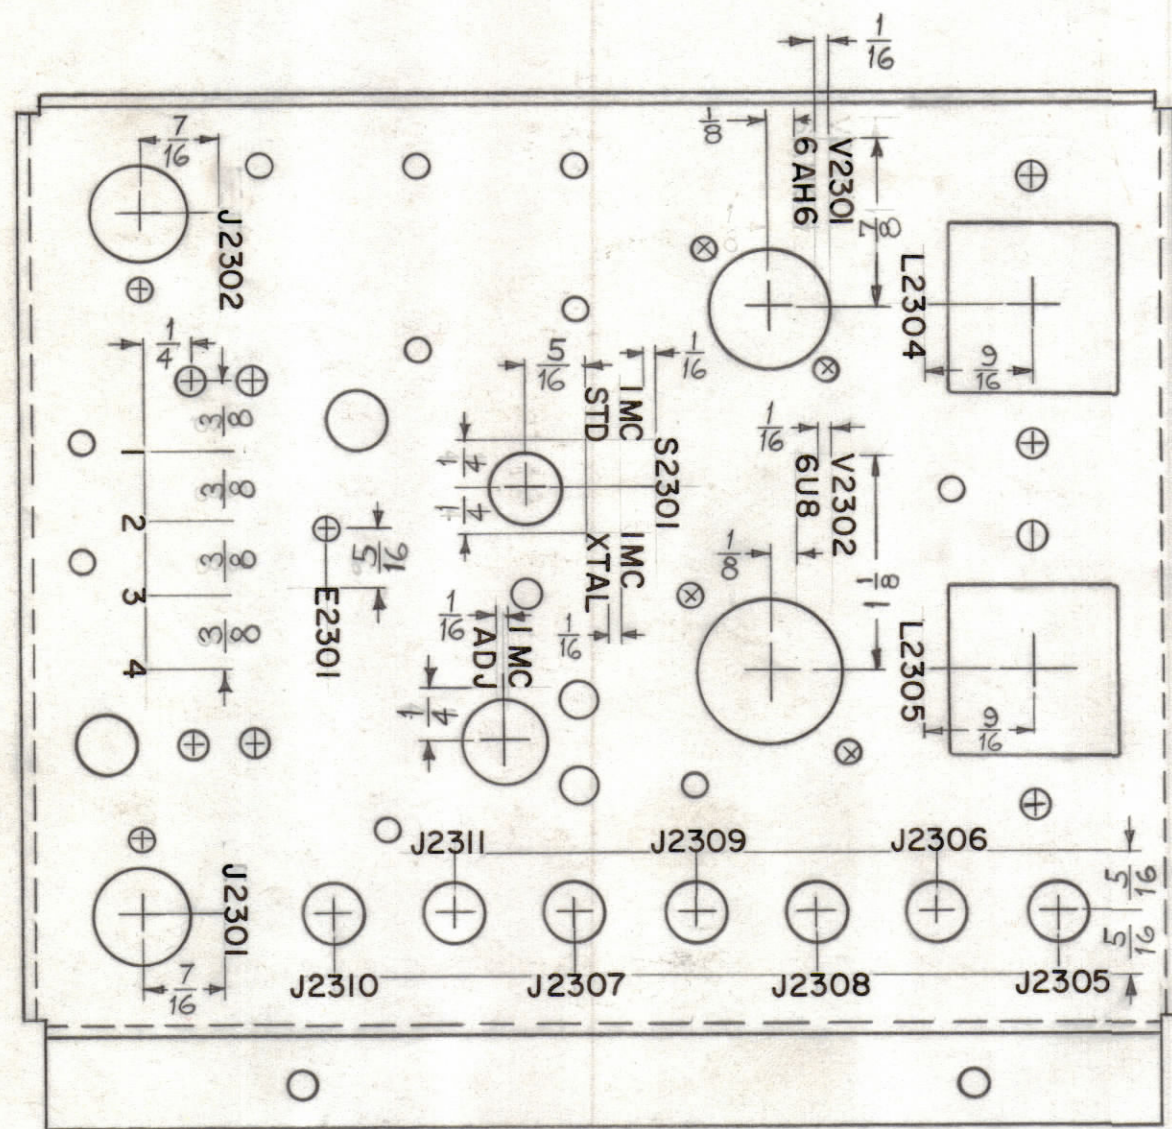 1/16
7/16
1/8
V2301
6AH6
7/8
J2302
L2304
9/16
1/4
3/8
3/8
3/8
3/8
1
2
3
4
5/16
1MC
STD
1/16
S2301
1/4
1/4
1MC
XTAL
1/16
1/16
V2302
6U8
1/8
1 1/8
L2305
9/16
5/16
E2301
1/16
1MC
ADJ
1/4
J2311
J2309
J2306
5/16
5/16
J2301
7/16
J2310
J2307
J2308
J2305